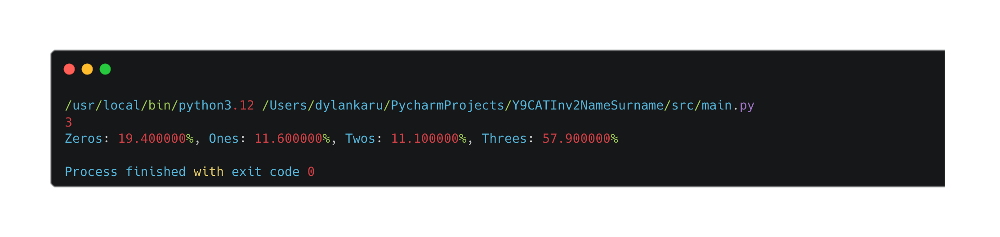 /usr/local/bin/python3.12 /Users/dylankaru/PycharmProjects/Y9CATInv2NameSurname/src/main.py
3
Zeros: 19.400000%, Ones: 11.600000%, Twos: 11.100000%, Threes: 57.900000%
Process finished with exit code 0